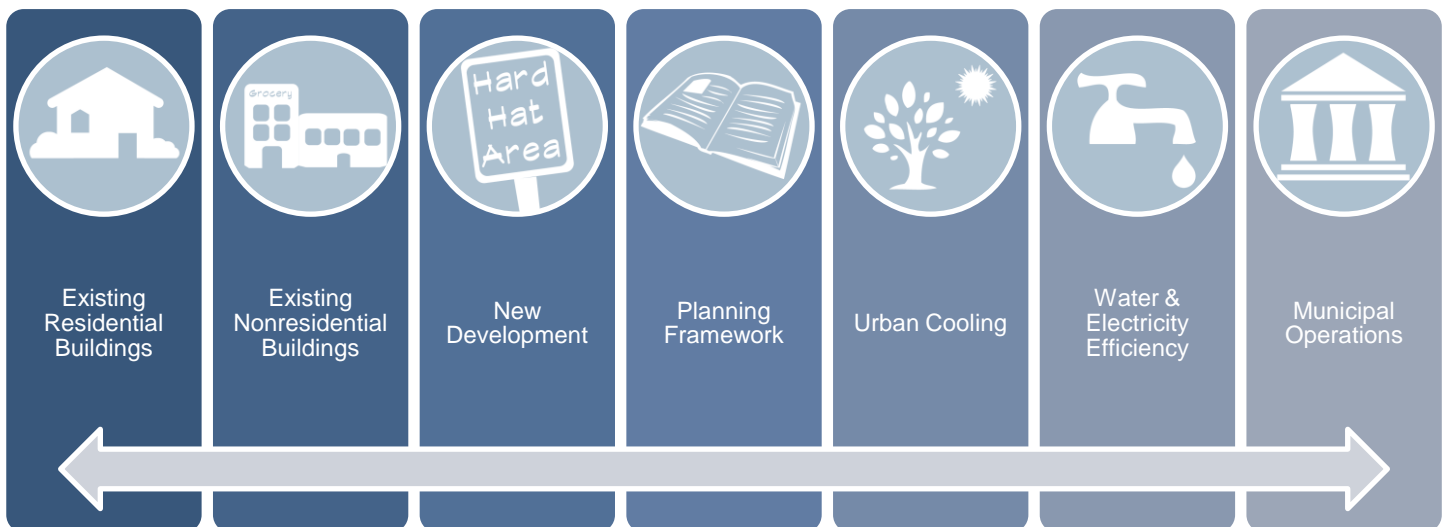 Grocery
Hard
Hat
Area
Existing
Residential
Buildings
Existing
Nonresidential
Buildings
New
Development
Planning
Framework
Urban Cooling
Water &
Electricity
Efficiency
Municipal
Operations